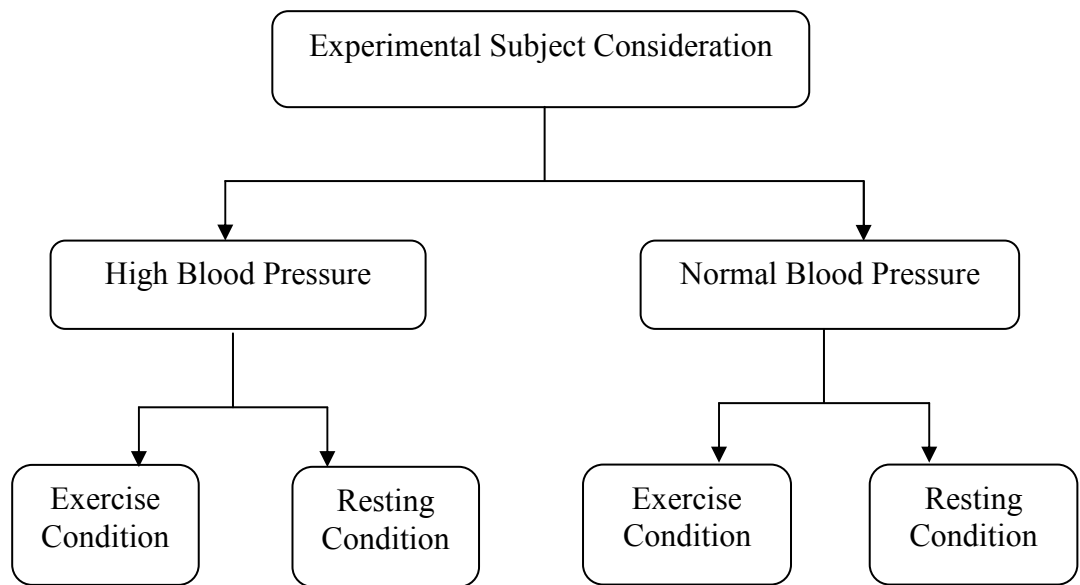 Experimental Subject Consideration
High Blood Pressure
Normal Blood Pressure
Exercise
Condition
Resting
Condition
Exercise
Condition
Resting
Condition